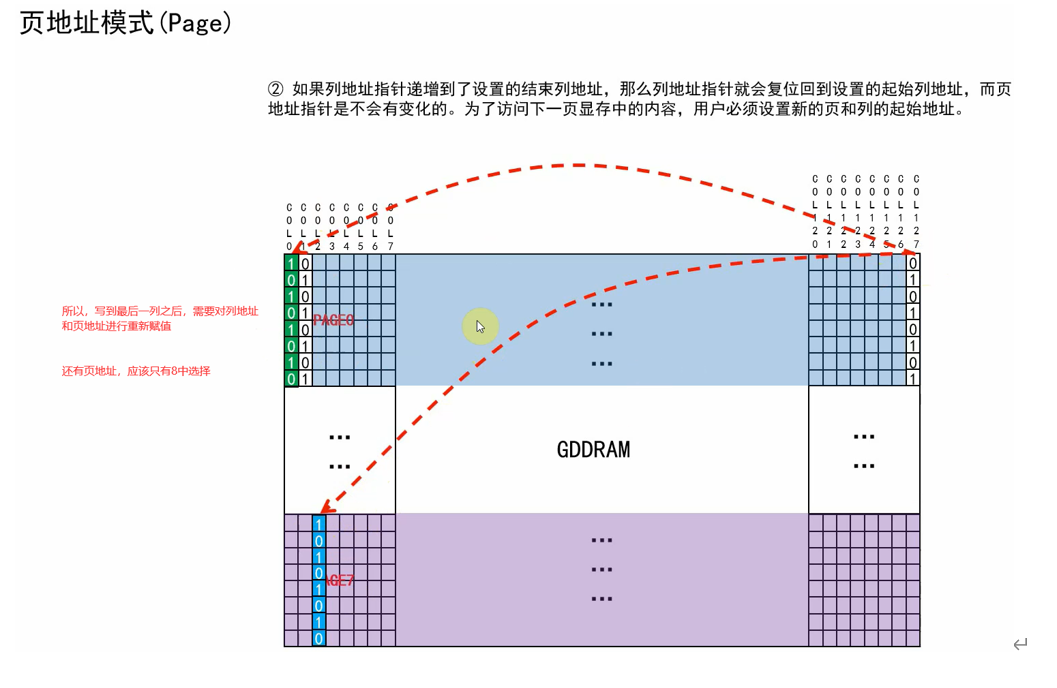 页地址模式(Page)
② 如果列地址指针递增到了设置的结束列地址，那么列地址指针就会复位回到设置的起始列地址，而页
地址指针是不会有变化的。为了访问下一页显存中的内容，用户必须设置新的页和列的起始地址。
COL0 COL1 COL2 COL3 COL4 COL5 COL6 COL7
COL120 COL121 COL122 COL123 COL124 COL125 COL126 COL127
1 0 0
0 1 1
1 0 0
0 1 1
1 0 0
0 1 1
1 0 0
0 1 1
PAGE0
...
...
...
所以，写到最后一列之后，需要对列地址
和页地址进行重新赋值
还有页地址，应该只有8中选择
... ...
... ...
GDDRAM
1
0
1
0
1
0
1
0
AGE7
...
...
...